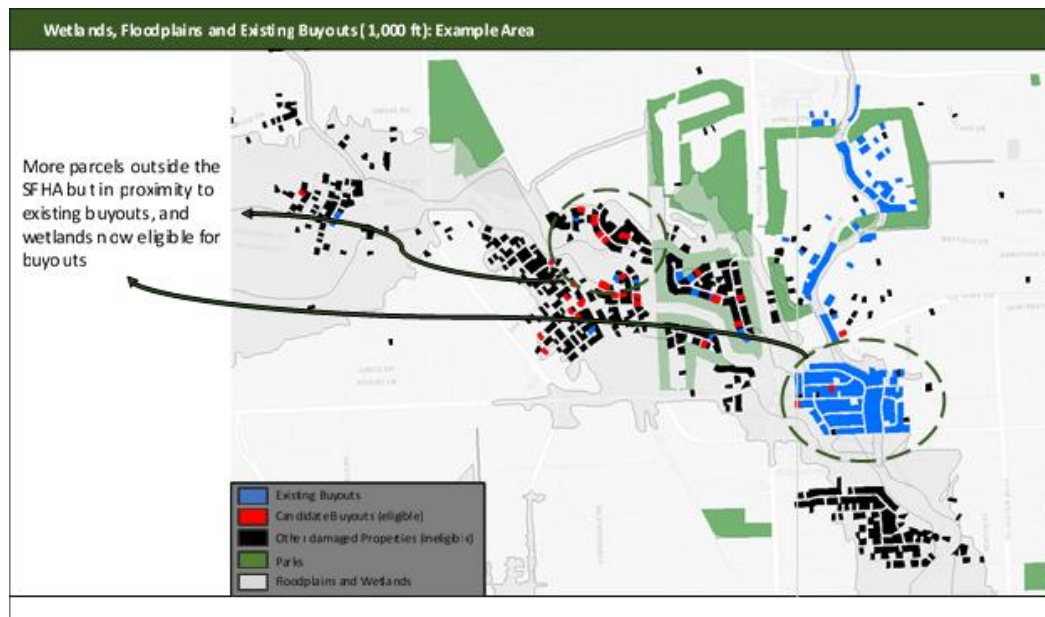 Wetlands, Floodplains and Existing Buyouts (1,000 ft): Example Area
More parcels outside the
SFHA but in proximity to
existing buyouts, and
wetlands now eligible for
buyouts
Existing Buyouts
Candidate Buyouts (eligible)
Other damaged Properties (ineligible)
Parks
Floodplains and Wetlands